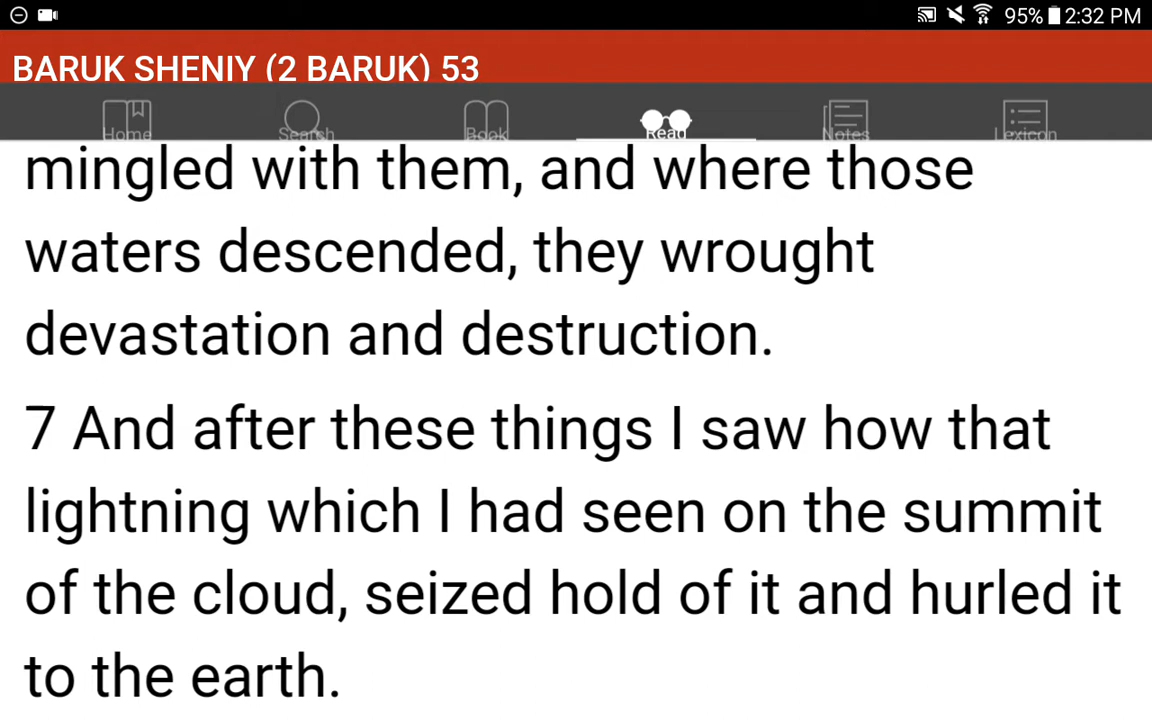 95% 2:32 PM
BARUK SHENIY (2 BARUK) 53
Home Search Book Read Notes Lexicon
mingled with them, and where those
waters descended, they wrought
devastation and destruction.
7 And after these things I saw how that
lightning which I had seen on the summit
of the cloud, seized hold of it and hurled it
to the earth.